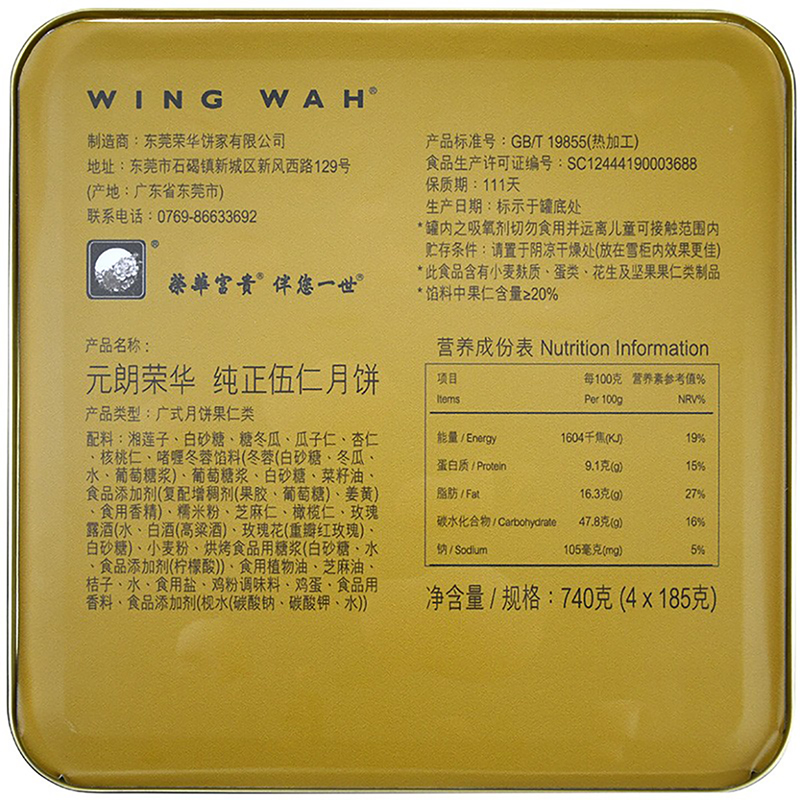 WING WAH®
制造商：东莞荣华饼家有限公司
地址：东莞市石碣镇新城区新风西路129号
(产地：广东省东莞市)
联系电话：0769-86633692
®
荣华富贵® 伴您一世®
产品名称：
元朗荣华 纯正伍仁月饼
产品类型：广式月饼果仁类
配料：湘莲子、白砂糖、糖冬瓜、瓜子仁、杏仁
、核桃仁、啫喱冬蓉馅料(冬蓉(白砂糖、冬瓜、
水、葡萄糖浆)、葡萄糖浆、白砂糖、菜籽油、
食品添加剂(复配增稠剂(果胶、葡萄糖)、姜黄)
、食用香精)、糯米粉、芝麻仁、橄榄仁、玫瑰
露酒(水、白酒(高粱酒)、玫瑰花(重瓣红玫瑰)、
白砂糖)、小麦粉、烘烤食品用糖浆(白砂糖、水
、食品添加剂(柠檬酸))、食用植物油、芝麻油、
桔子、水、食用盐、鸡粉调味料、鸡蛋、食品用
香料、食品添加剂(枧水(碳酸钠、碳酸钾、水))
产品标准号：GB/T 19855(热加工)
食品生产许可证编号：SC12444190003688
保质期：111天
生产日期：标示于罐底处
*罐内之吸氧剂切勿食用并远离儿童可接触范围内
贮存条件：请置于阴凉干燥处(放在雪柜内效果更佳)
*此食品含有小麦麸质、蛋类、花生及坚果果仁类制品
*馅料中果仁含量≥20%
营养成份表 Nutrition Information
项目 每100克 营养素参考值%
Items Per 100g NRV%
能量 / Energy 1604千焦(KJ) 19%
蛋白质 / Protein 9.1克(g) 15%
脂肪 / Fat 16.3克(g) 27%
碳水化合物 / Carbohydrate 47.8克(g) 16%
钠 / Sodium 105毫克(mg) 5%
净含量 / 规格：740克 (4 x 185克)